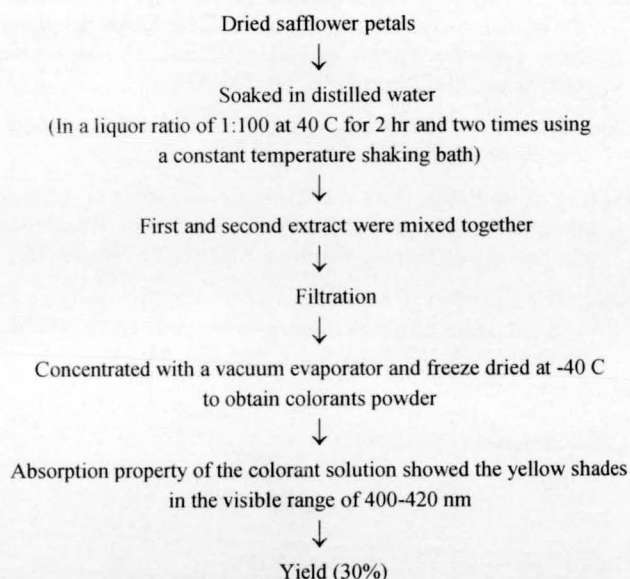 Dried safflower petals
↓
Soaked in distilled water
(In a liquor ratio of 1:100 at 40 C for 2 hr and two times using
a constant temperature shaking bath)
↓
First and second extract were mixed together
↓
Filtration
↓
Concentrated with a vacuum evaporator and freeze dried at -40 C
to obtain colorants powder
↓
Absorption property of the colorant solution showed the yellow shades
in the visible range of 400-420 nm
↓
Yield (30%)